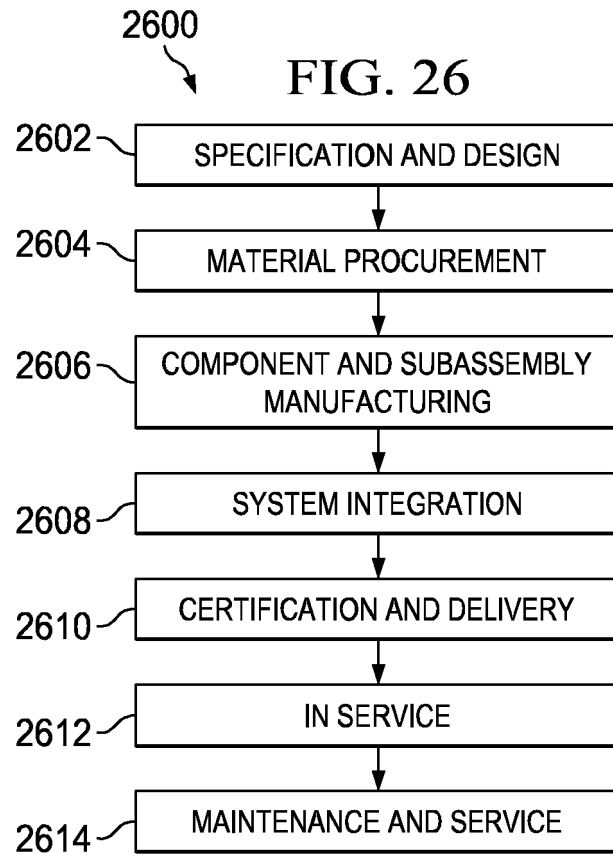 2600
FIG. 26
2602
SPECIFICATION AND DESIGN
2604
MATERIAL PROCUREMENT
2606
COMPONENT AND SUBASSEMBLY
MANUFACTURING
2608
SYSTEM INTEGRATION
2610
CERTIFICATION AND DELIVERY
2612
IN SERVICE
2614
MAINTENANCE AND SERVICE